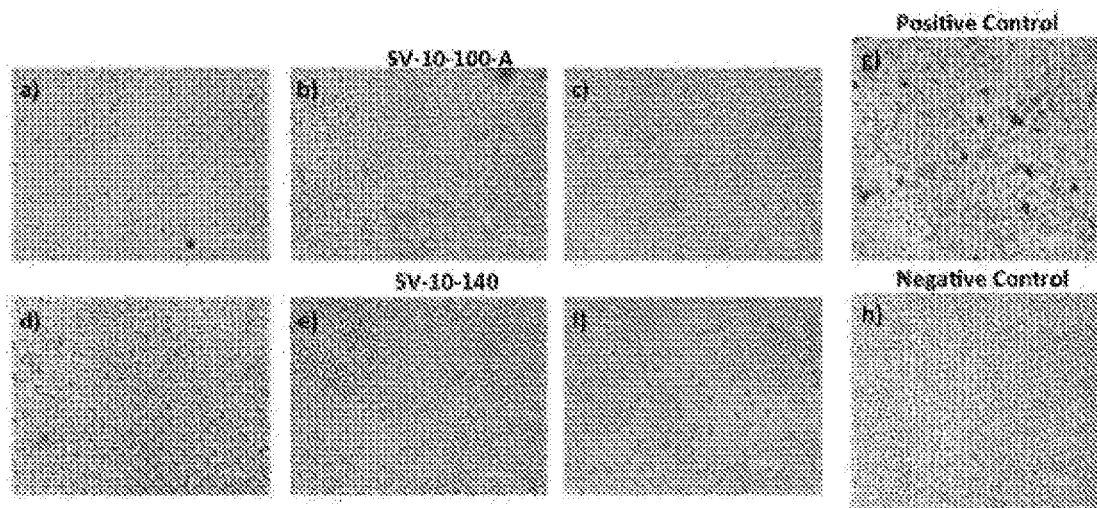 Positive Control
SV-10-100-A
a)
b)
c)
g)
SV-10-140
Negative Control
d)
e)
f)
h)